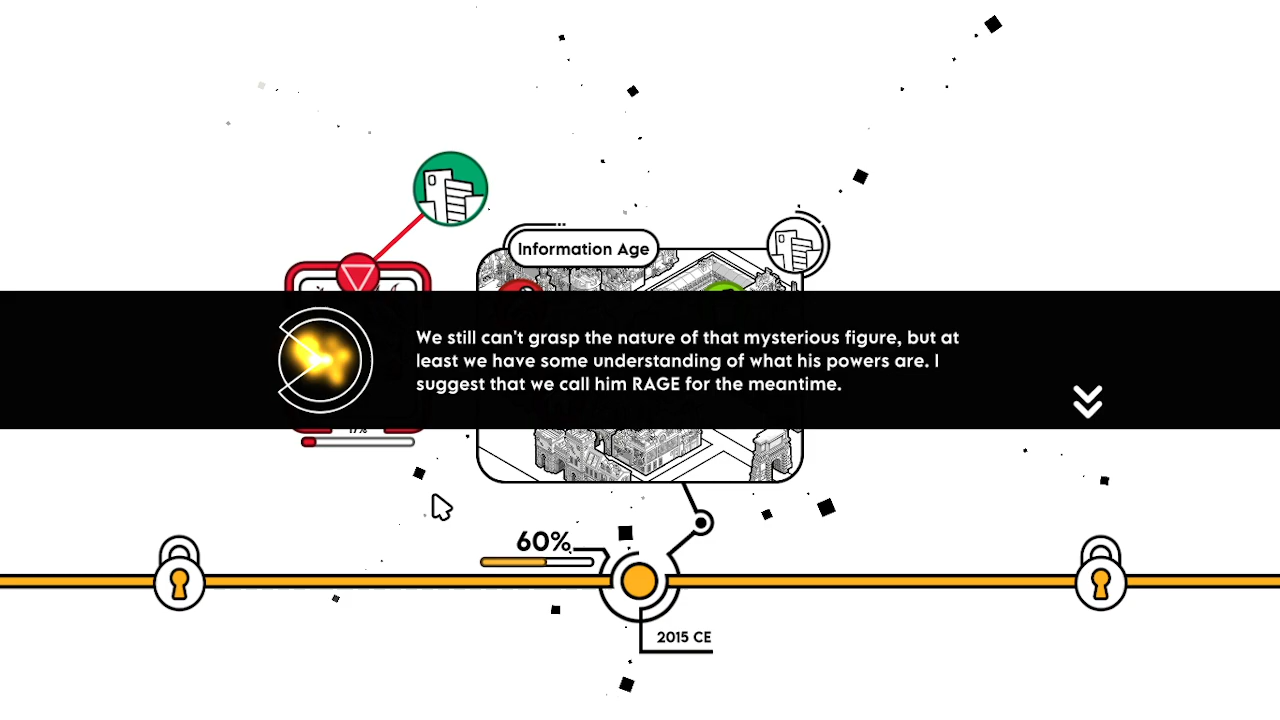 Information Age
We still can't grasp the nature of that mysterious figure, but at
least we have some understanding of what his powers are. I
suggest that we call him RAGE for the meantime.
60%
2015 CE